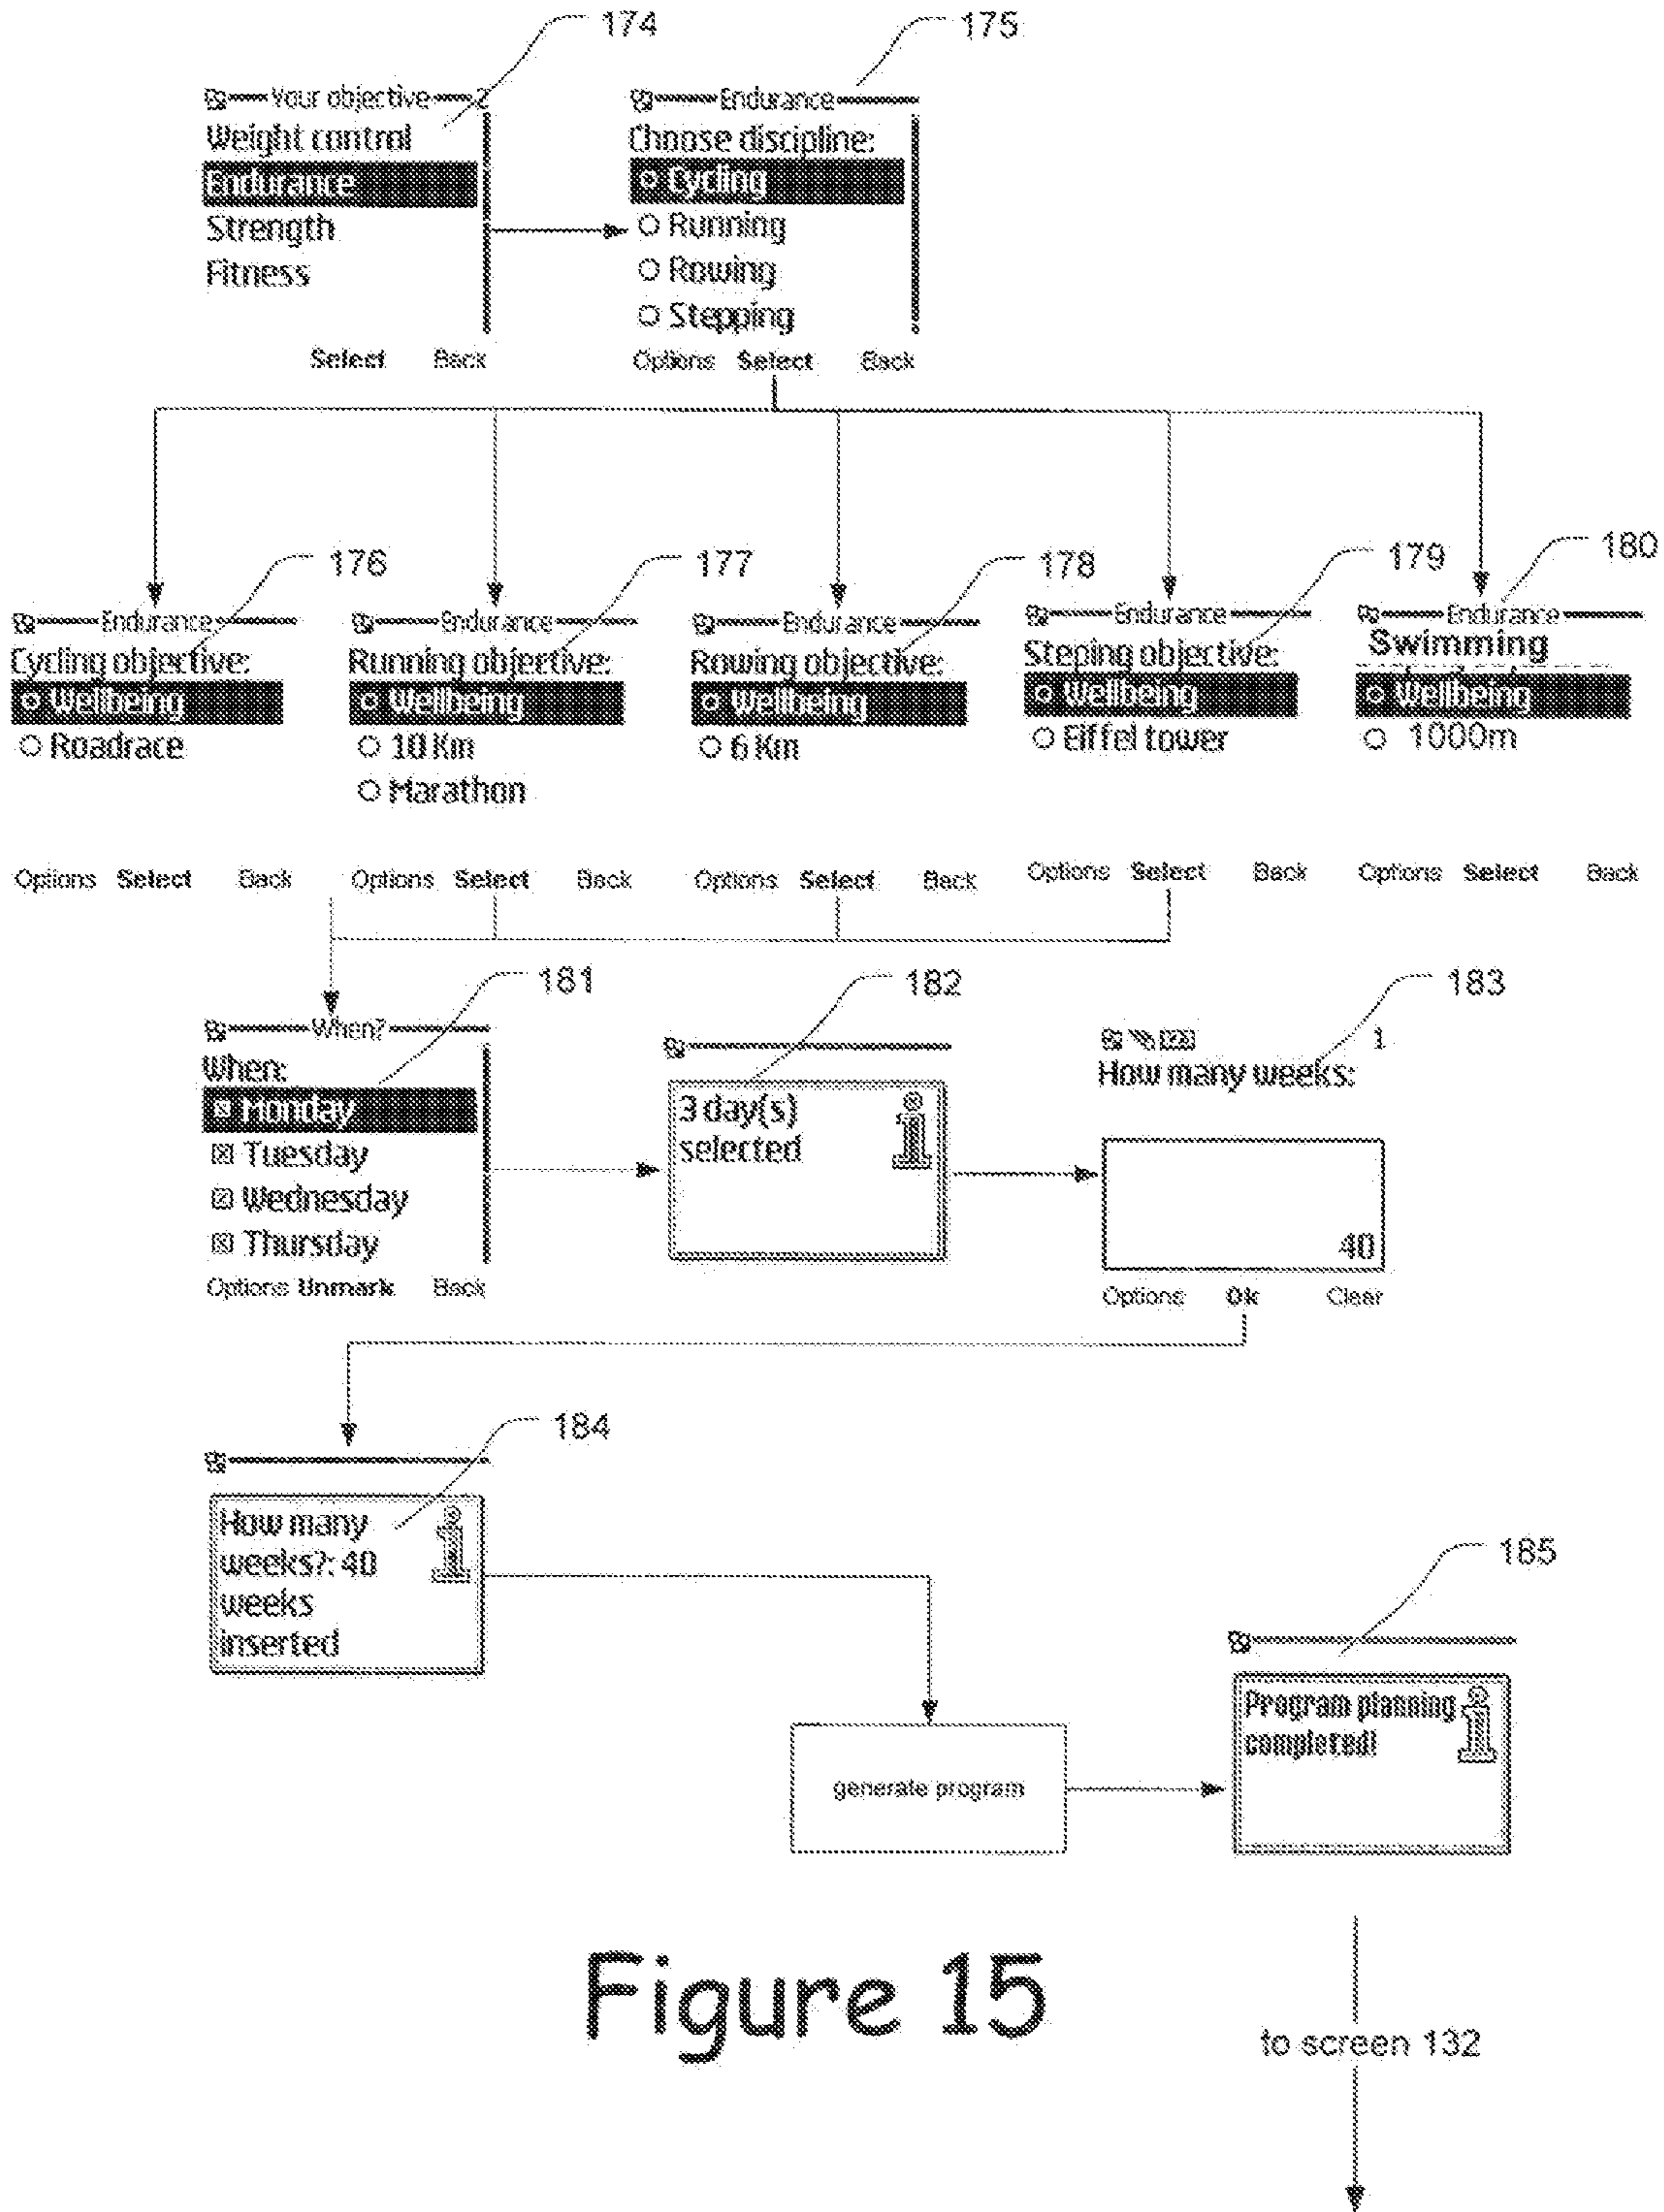 174
175
Your objective 2
Weight control
Endurance
Strength
Fitness
Select Back
Endurance
Choose discipline:
Cycling
Running
Rowing
Stepping
Options Select Back
176
177
178
179
180
Endurance
Cycling objective:
Wellbeing
Roadrace
Options Select Back
Endurance
Running objective:
Wellbeing
10 Km
Marathon
Options Select Back
Endurance
Rowing objective:
Wellbeing
6 Km
Options Select Back
Endurance
Steping objective:
Wellbeing
Eiffel tower
Options Select Back
Endurance
Swimming
Wellbeing
1000m
Options Select Back
181
182
183
When?
When:
Monday
Tuesday
Wednesday
Thursday
Options Unmark Back
3 day(s)
selected
1
How many weeks:
40
Options Ok Clear
184
How many
weeks?: 40
weeks
inserted
185
generate program
Program planning
completed!
Figure 15
to screen 132